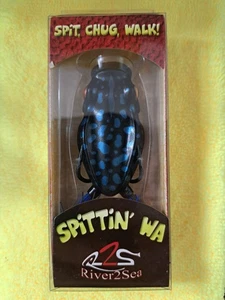 SPIT, CHUG, WALK!
SPITTIN' WA
R2S
River2Sea